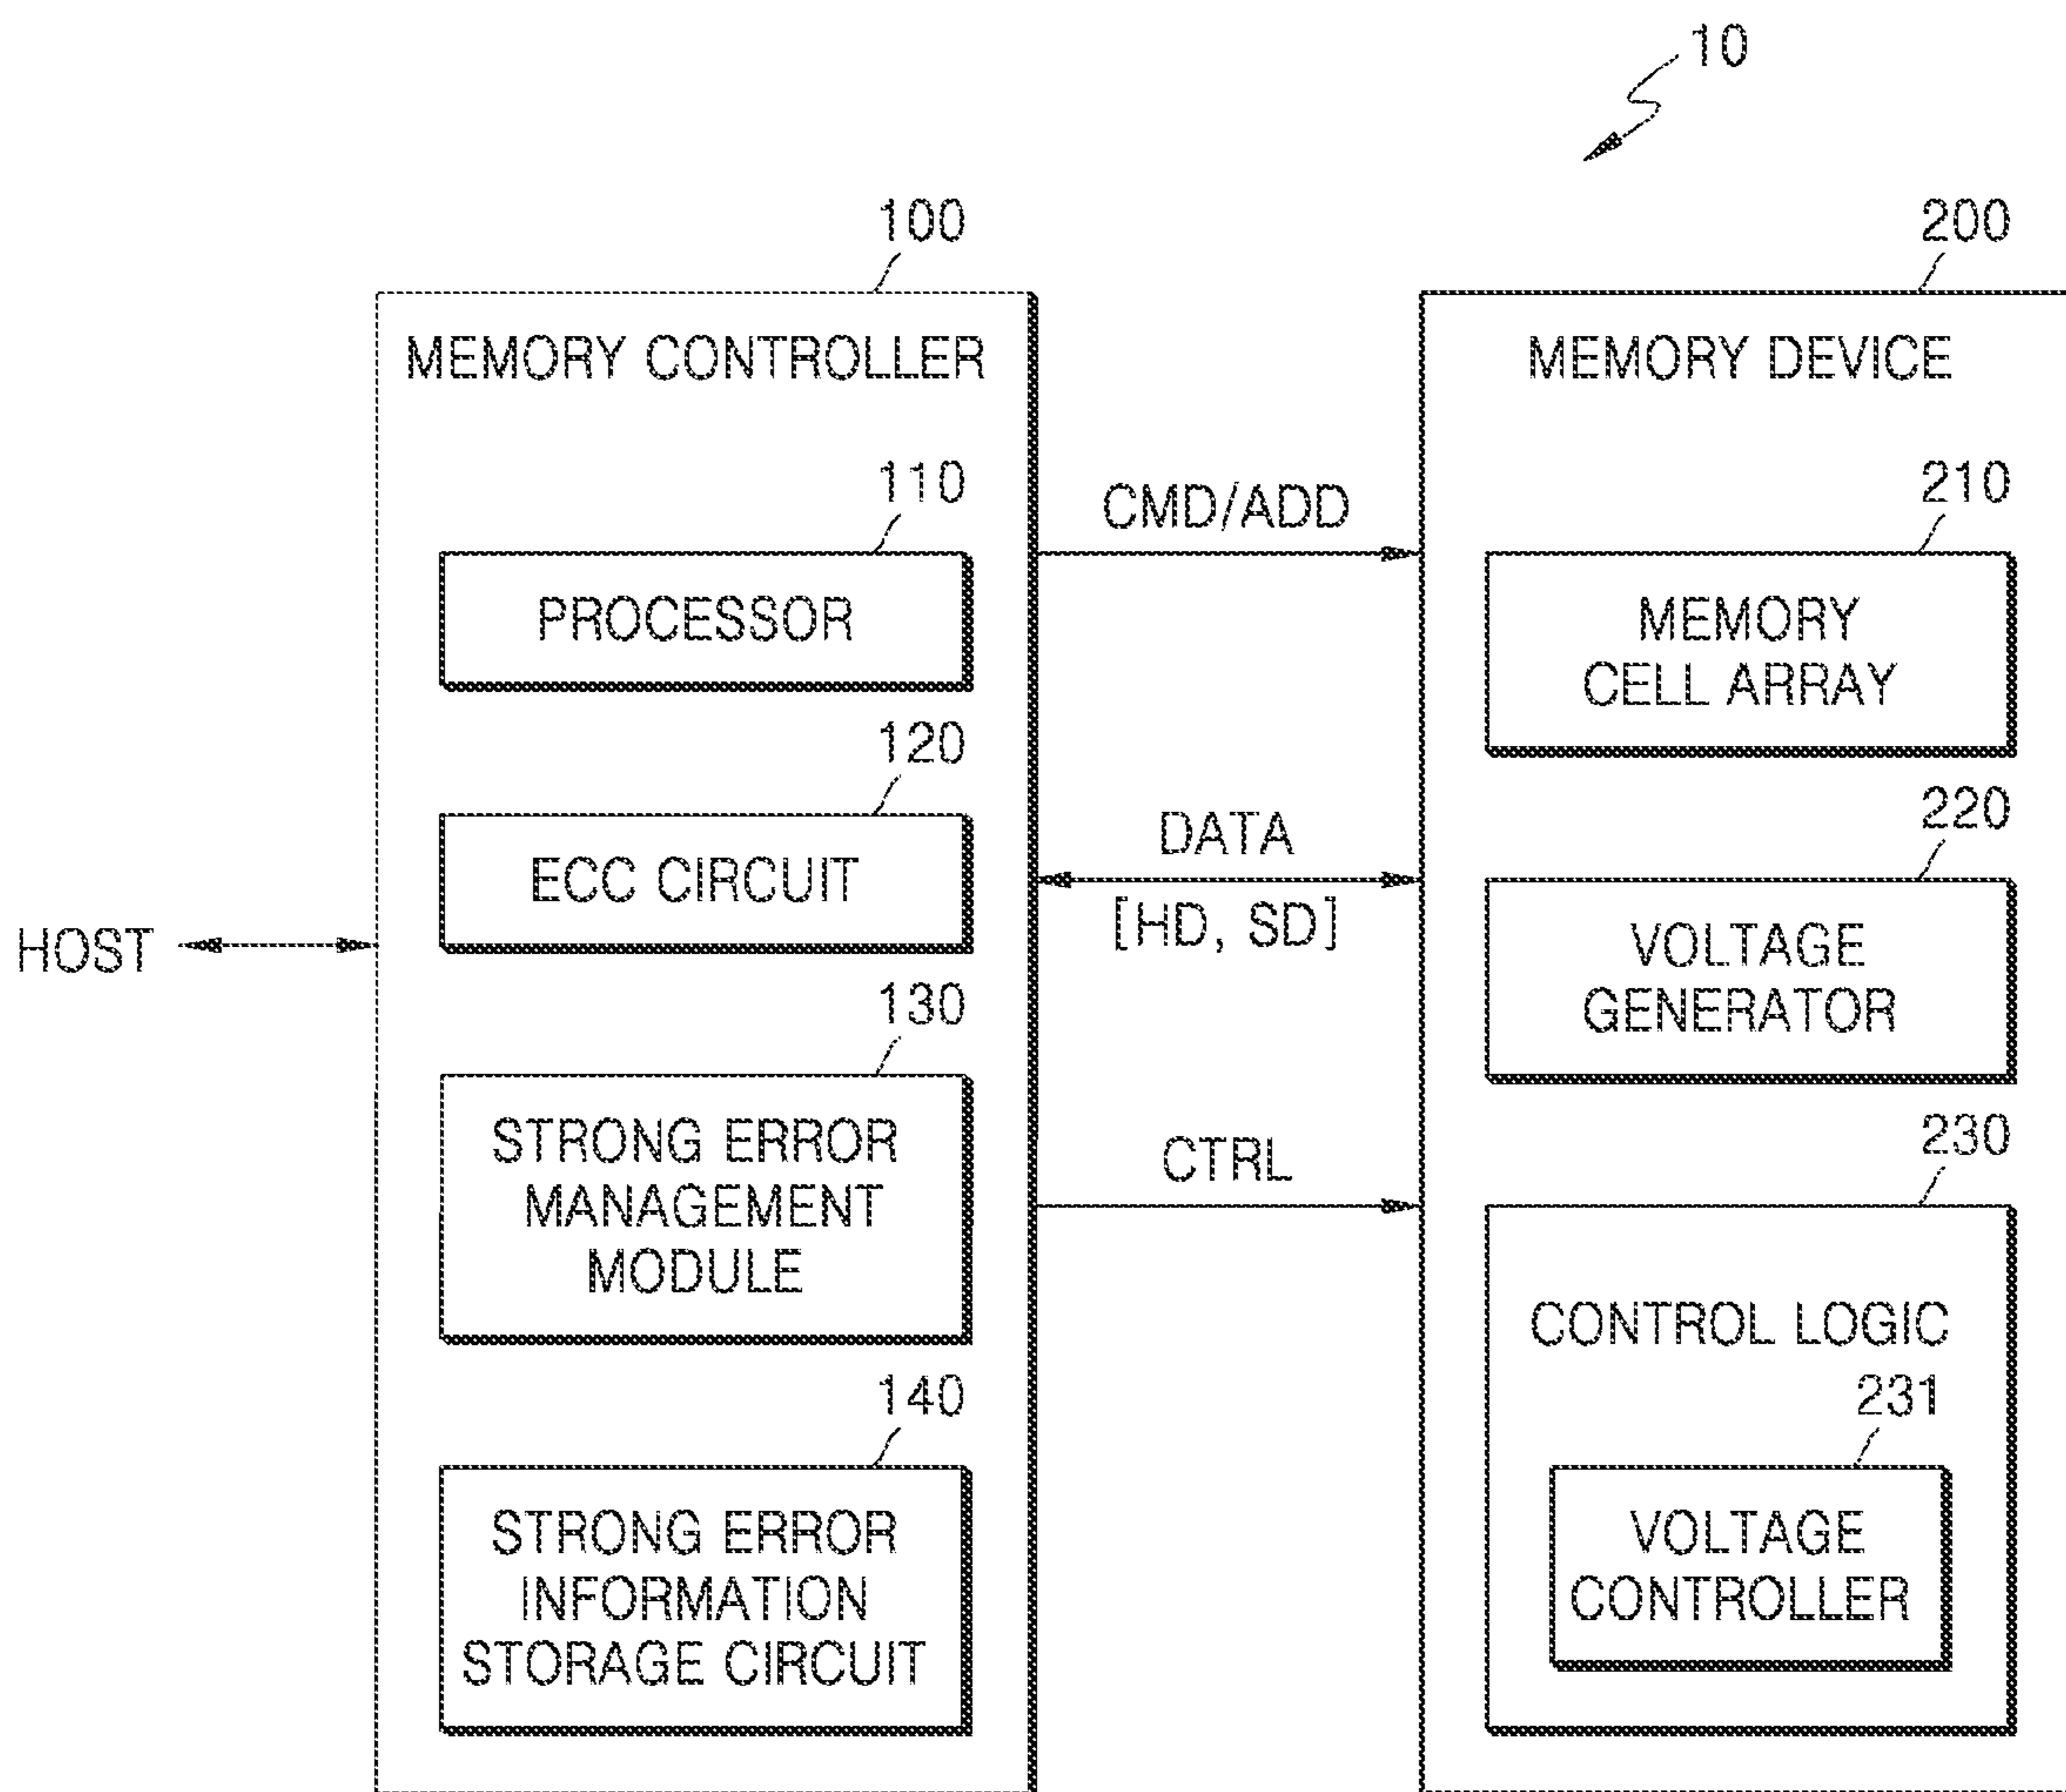 10
100
MEMORY CONTROLLER
110
PROCESSOR
120
ECC CIRCUIT
130
STRONG ERROR
MANAGEMENT
MODULE
140
STRONG ERROR
INFORMATION
STORAGE CIRCUIT
HOST
CMD/ADD
DATA
[HD, SD]
CTRL
200
MEMORY DEVICE
210
MEMORY
CELL ARRAY
220
VOLTAGE
GENERATOR
230
CONTROL LOGIC
231
VOLTAGE
CONTROLLER